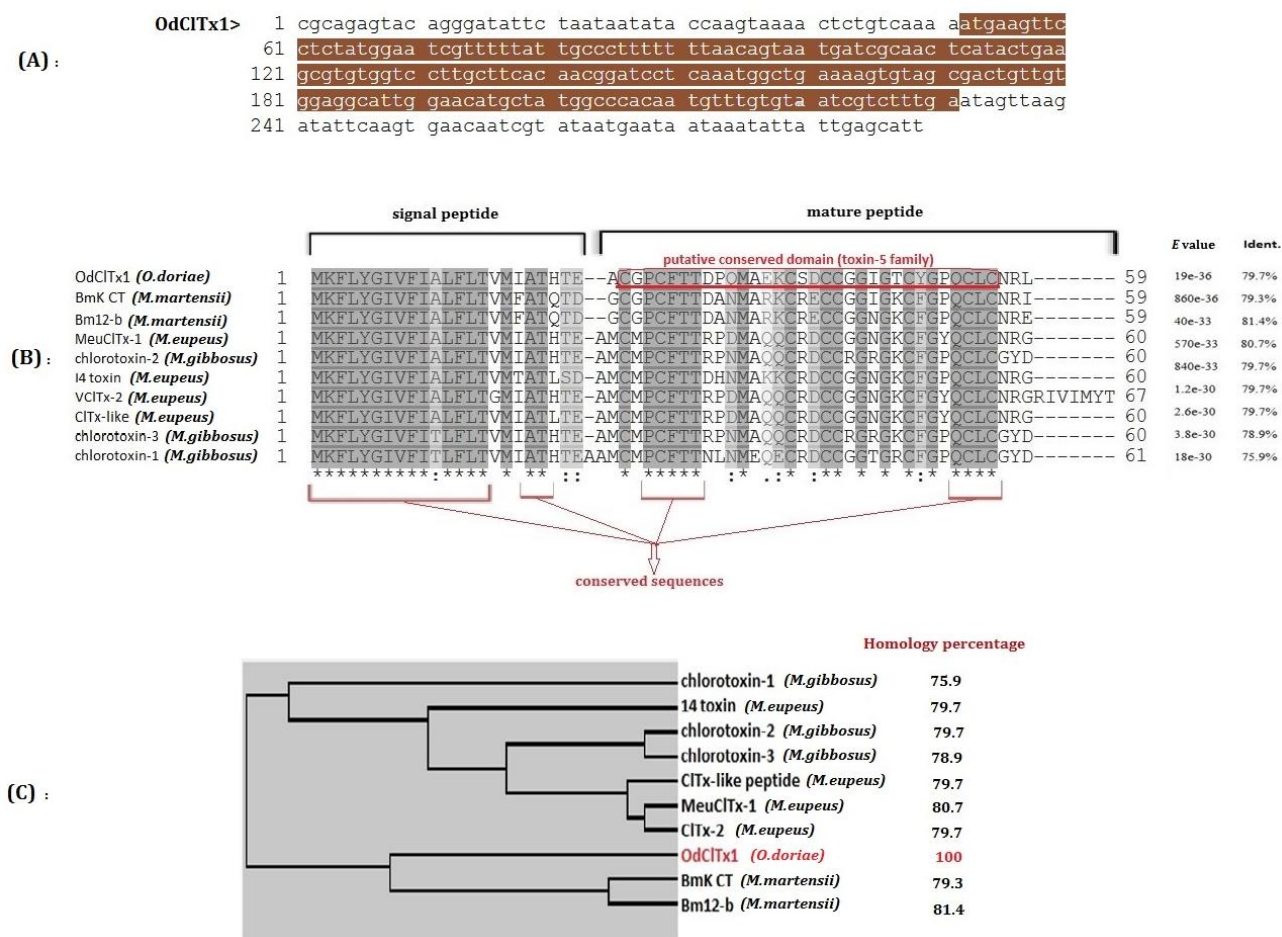 (A) :
OdClTx1> 1 cgcagagtac agggatattc taataatata ccaagtaaaa ctctgtcaaa aatgaagttc
61 ctctatggaa tcgtttttat tgcccttttt ttaacagtaa tgatcgcaac tcatactgaa
121 gcgtgtggtc cttgcttcac aacggatcct caaatggctg aaaagtgtag cgactgttgt
181 ggaggcattg gaacatgcta tggcccacaa tgtttgtgta atcgtctttg aatagttaag
241 atattcaagt gaacaatcgt ataatgaata ataaatatta ttgagcatt
(B) :
signal peptide mature peptide
E value Ident.
putative conserved domain (toxin-5 family)
OdClTx1 (O.doriae) 1 MKFLYGIVFIALFLTVMIATHTE--ACGPCFTTDPQMAEKCSDCCGGIGTCYGPQCLCNRL------- 59 19e-36 79.7%
BmK CT (M.martensii) 1 MKFLYGIVFIALFLTVMFATQTD--GCGPCFTTDANMARKCRECCGGIGKCFGPQCLCNRI------- 59 860e-36 79.3%
Bm12-b (M.martensii) 1 MKFLYGIVFIALFLTVMFATQTD--GCGPCFTTDANMARKCRECCGGNGKCFGPQCLCNRE------- 59 40e-33 81.4%
MeuClTx-1 (M.eupeus) 1 MKFLYGIVFIALFLTVMTATHTE-AMCMPCFTTRPDMAQQCRDCCGGNGKCFGYQCLCNRG------- 60 570e-33 80.7%
chlorotoxin-2 (M.gibbosus) 1 MKFLYGIVFIALFLTVMIATHTE-AMCMPCFTTRPDMAQQCRDCCRGRGKCFGPQCLCGYD------- 60 840e-33 79.7%
I4 toxin (M.eupeus) 1 MKFLYGIVFIALFLTVMTATLSD-AMCMPCFTTDHNMAKKCRDCCGGNGKCFGPQCLCNRG------- 60
VClTx-2 (M.eupeus) 1 MKFLYGIVFIALFLTGMIATHTE-AMCMPCFTTRPDMAQQCRDCCGGNGKCFGYQCLCNRGRIVIMYT 67 1.2e-30 79.7%
ClTx-like (M.eupeus) 1 MKFLYGIVFIALFLTVMIATLTE-AMCMPCFTTRPDMAQQCRDCCGGNGKCFGYQCLCNRG------- 60 2.6e-30 79.7%
chlorotoxin-3 (M.gibbosus) 1 MKFLYGIVFITLFLTVMIATHTE-AMCMPCFTTRPNMAQQCRDCCRGRGKCFGPQCLCGYD------- 60 3.8e-30 78.9%
chlorotoxin-1 (M.gibbosus) 1 MKFLYGIVFITLFLTVMIATHTEAAMCMPCFTTNLNMEQECRDCCGGTGRCFGPQCLCGYD------- 61 18e-30 75.9%
********** :**** * ** :: * ***** :* .:* :** * * *:* ****
conserved sequences
(C) :
Homology percentage
chlorotoxin-1 (M.gibbosus) 75.9
14 toxin (M.eupeus) 79.7
chlorotoxin-2 (M.gibbosus) 79.7
chlorotoxin-3 (M.gibbosus) 78.9
ClTx-like peptide (M.eupeus) 79.7
MeuClTx-1 (M.eupeus) 80.7
ClTx-2 (M.eupeus) 79.7
OdClTx1 (O.doriae) 100
BmK CT (M.martensii) 79.3
Bm12-b (M.martensii) 81.4